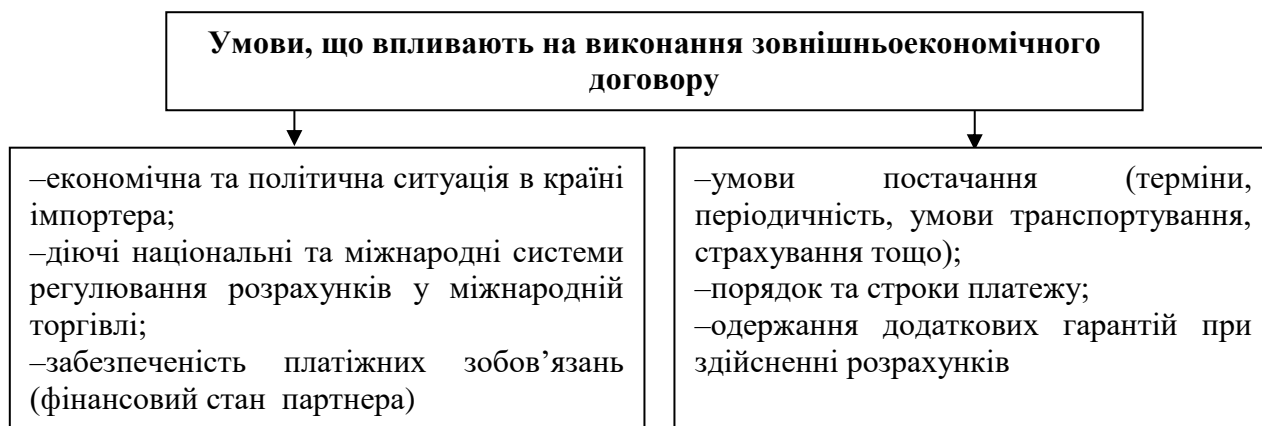 Умови, що впливають на виконання зовнішньоекономічного
договору
–економічна та політична ситуація в країні
імпортера;
–діючі національні та міжнародні системи
регулювання розрахунків у міжнародній
торгівлі;
–забезпеченість платіжних зобов’язань
(фінансовий стан партнера)
–умови постачання (терміни,
періодичність, умови транспортування,
страхування тощо);
–порядок та строки платежу;
–одержання додаткових гарантій при
здійсненні розрахунків